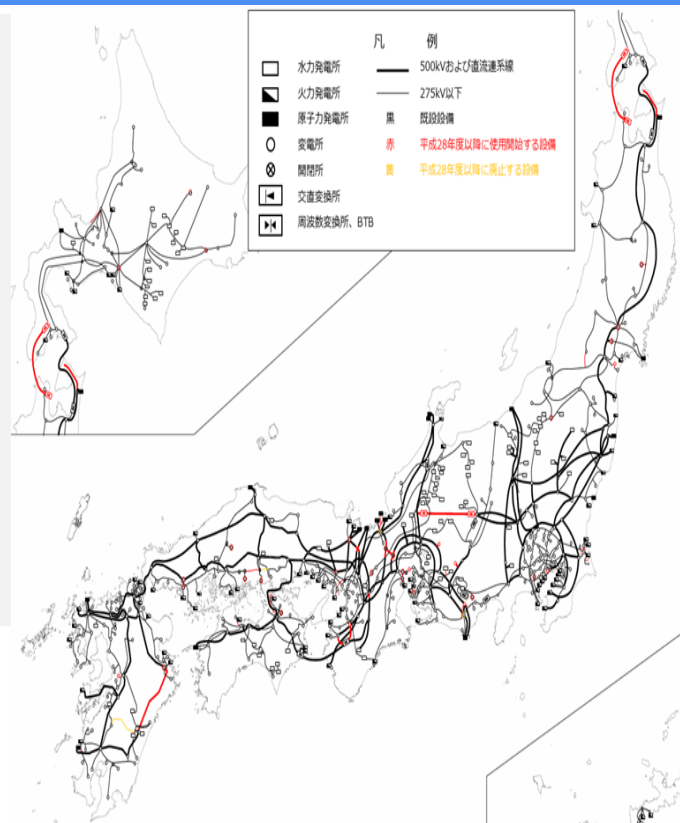 凡 例
水力発電所
500kVおよび直流連系線
火力発電所
275kV以下
原子力発電所
黒 既設設備
変電所
赤 平成28年度以降に使用開始する設備
開閉所
黄 平成28年度以降に廃止する設備
交直変換所
周波数変換所、BTB